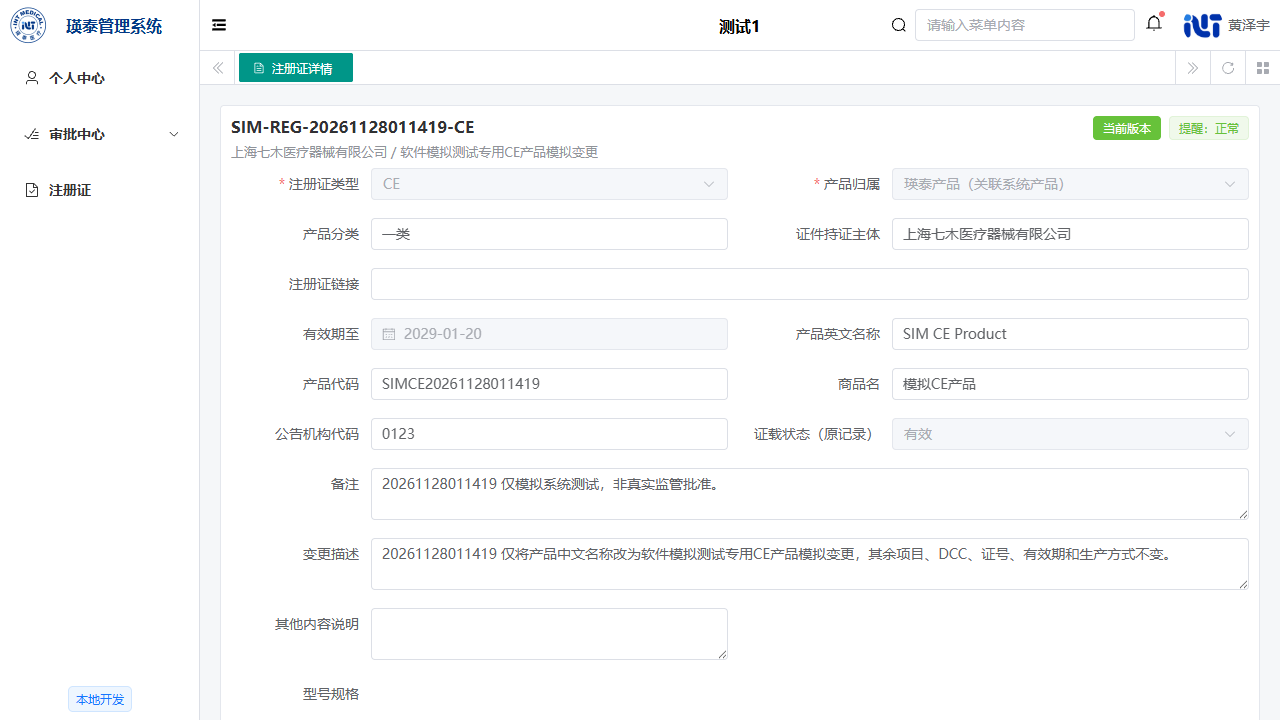 瑛泰管理系统
测试1
请输入菜单内容
黄泽宇
个人中心
审批中心
注册证
本地开发
注册证详情
SIM-REG-20261128011419-CE
当前版本
提醒：正常
上海七木医疗器械有限公司 / 软件模拟测试专用CE产品模拟变更
* 注册证类型 CE
* 产品归属 瑛泰产品（关联系统产品）
产品分类 一类
证件持证主体 上海七木医疗器械有限公司
注册证链接
有效期至 2029-01-20
产品英文名称 SIM CE Product
产品代码 SIMCE20261128011419
商品名 模拟CE产品
公告机构代码 0123
证载状态（原记录） 有效
备注 20261128011419 仅模拟系统测试，非真实监管批准。
变更描述 20261128011419 仅将产品中文名称改为软件模拟测试专用CE产品模拟变更，其余项目、DCC、证号、有效期和生产方式不变。
其他内容说明
型号规格